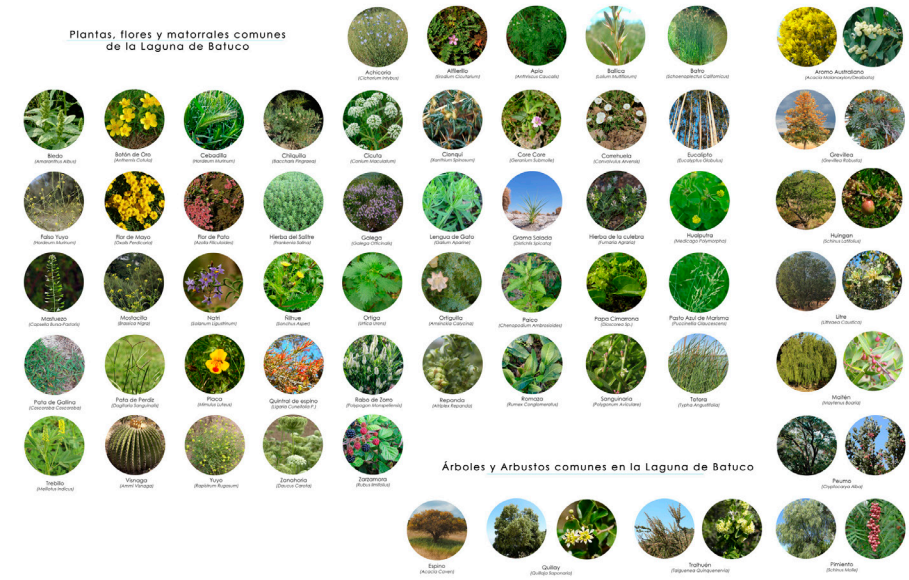 Plantas, flores y matorrales comunes
de la Laguna de Batuco
Achicoria
(Cichorium Intybus)
Alfilerillo
(Erodium Cicutarium)
Apio
(Anthriscus Caucalis)
Ballica
(Lolium Multiflorum)
Batro
(Schoenoplectus Californicus)
Aromo Australiano
(Acacia Melanoxylon/Dealbata)
Bledo
(Amaranthus Albus)
Botón de Oro
(Anthemis Cotula)
Cebadilla
(Hordeum Murinum)
Chilquilla
(Baccharis Pingraea)
Cicuta
(Conium Maculatum)
Clonqui
(Xanthium Spinosum)
Core Core
(Geranium Submolle)
Correhuela
(Convolvulus Arvensis)
Eucalipto
(Eucalyptus Globulus)
Grevillea
(Grevillea Robusta)
Falso Yuyo
(Hordeum Murinum)
Flor de Mayo
(Oxalis Perdicaria)
Flor de Pato
(Azolla Filiculoides)
Hierba del Salitre
(Frankenia Salina)
Galega
(Galega Officinalis)
Lengua de Gato
(Galium Aparine)
Grama Salada
(Distichlis Spicata)
Hierba de la culebra
(Fumaria Agraria)
Hualputra
(Medicago Polymorpha)
Huingan
(Schinus Latifolius)
Mastuezo
(Capsella Bursa-Pastoris)
Mostacilla
(Brassica Nigra)
Natri
(Solanum Ligustrinum)
Ñilhue
(Sonchus Asper)
Ortiga
(Urtica Urens)
Ortiguilla
(Amsinckia Calycina)
Paico
(Chenopodium Ambrosioides)
Papa Cimarrona
(Dioscorea Sp.)
Pasto Azul de Marisma
(Puccinellia Glaucescens)
Litre
(Lithraea Caustica)
Pata de Gallina
Pata de Perdiz
(Digitaria Sanguinalis)
Placa
(Mimulus Luteus)
Quintral de espino
(Ligaria Cuneifolia F.)
Rabo de Zorro
(Polypogon Monspeliensis)
Reponda
(Atriplex Repanda)
Romaza
(Rumex Conglomeratus)
Sanguinaria
(Polygonum Aviculare)
Totora
(Typha Angustifolia)
Maitén
(Maytenus Boaria)
Trebillo
(Melilotus Indicus)
Visnaga
(Ammi Visnaga)
Yuyo
(Rapistrum Rugosum)
Zanahoria
(Daucus Carota)
Zarzamora
(Rubus Ilmifolius)
Peumo
(Cryptocarya Alba)
Árboles y Arbustos comunes en la Laguna de Batuco
Espino
(Acacia Caven)
Quillay
(Quillaja Saponaria)
Tralhuén
(Talguenea Quinquenervia)
Pimiento
(Schinus Molle)